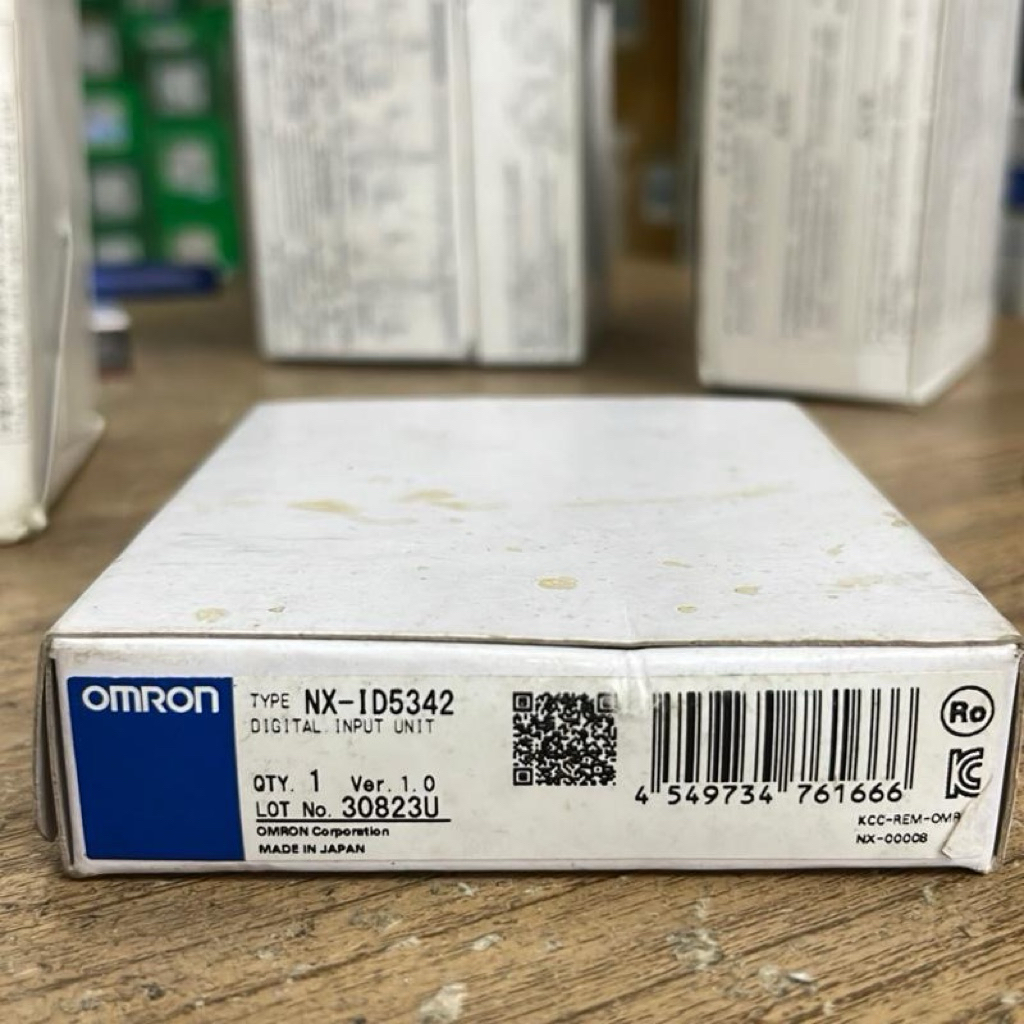 OMRON
TYPE NX-ID5342
DIGITAL INPUT UNIT
QTY. 1 Ver. 1.0
LOT No. 30823U
OMRON Corporation
MADE IN JAPAN
4 549734 761666
Ro
KC
KCC-REM-OMR
NX-00008